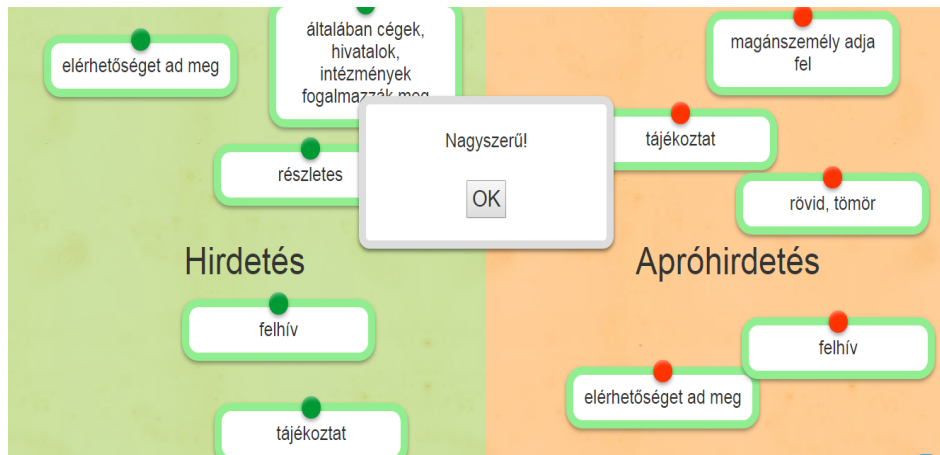 elérhetőséget ad meg
általában cégek,
hivatalok,
intézmények
fogalmazzák meg
részletes
Hirdetés
felhív
tájékoztat
Nagyszerű!
OK
magánszemély adja
fel
tájékoztat
rövid, tömör
Apróhirdetés
felhív
elérhetőséget ad meg